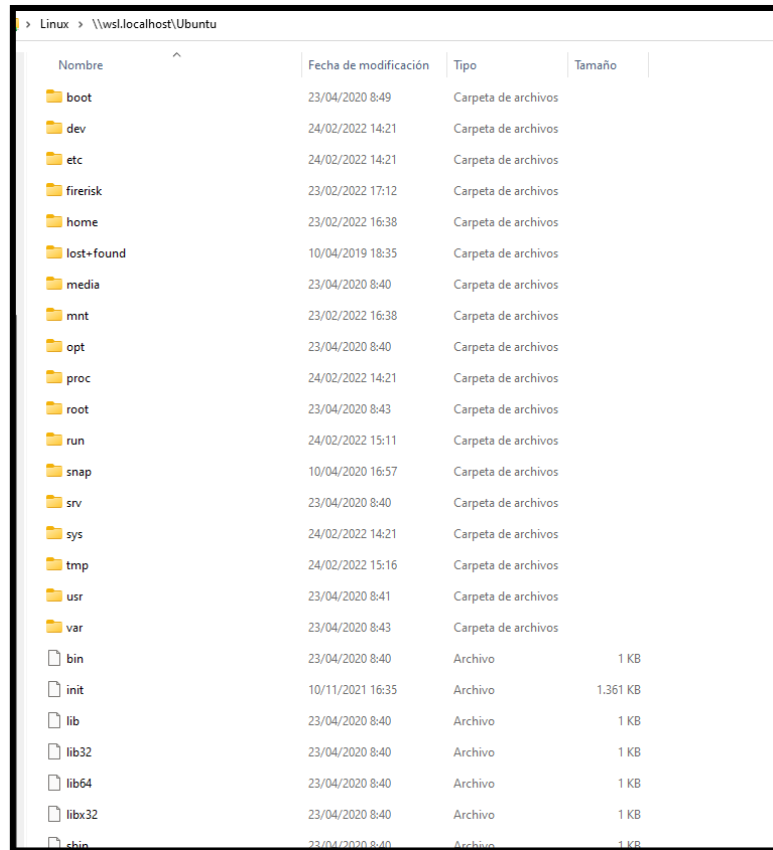 > Linux > \\wsl.localhost\Ubuntu
Nombre Fecha de modificación Tipo Tamaño
boot 23/04/2020 8:49 Carpeta de archivos
dev 24/02/2022 14:21 Carpeta de archivos
etc 24/02/2022 14:21 Carpeta de archivos
firerisk 23/02/2022 17:12 Carpeta de archivos
home 23/02/2022 16:38 Carpeta de archivos
lost+found 10/04/2019 18:35 Carpeta de archivos
media 23/04/2020 8:40 Carpeta de archivos
mnt 23/02/2022 16:38 Carpeta de archivos
opt 23/04/2020 8:40 Carpeta de archivos
proc 24/02/2022 14:21 Carpeta de archivos
root 23/04/2020 8:43 Carpeta de archivos
run 24/02/2022 15:11 Carpeta de archivos
snap 10/04/2020 16:57 Carpeta de archivos
srv 23/04/2020 8:40 Carpeta de archivos
sys 24/02/2022 14:21 Carpeta de archivos
tmp 24/02/2022 15:16 Carpeta de archivos
usr 23/04/2020 8:41 Carpeta de archivos
var 23/04/2020 8:43 Carpeta de archivos
bin 23/04/2020 8:40 Archivo 1 KB
init 10/11/2021 16:35 Archivo 1.361 KB
lib 23/04/2020 8:40 Archivo 1 KB
lib32 23/04/2020 8:40 Archivo 1 KB
lib64 23/04/2020 8:40 Archivo 1 KB
libx32 23/04/2020 8:40 Archivo 1 KB
sbin 23/04/2020 8:40 Archivo 1 KB